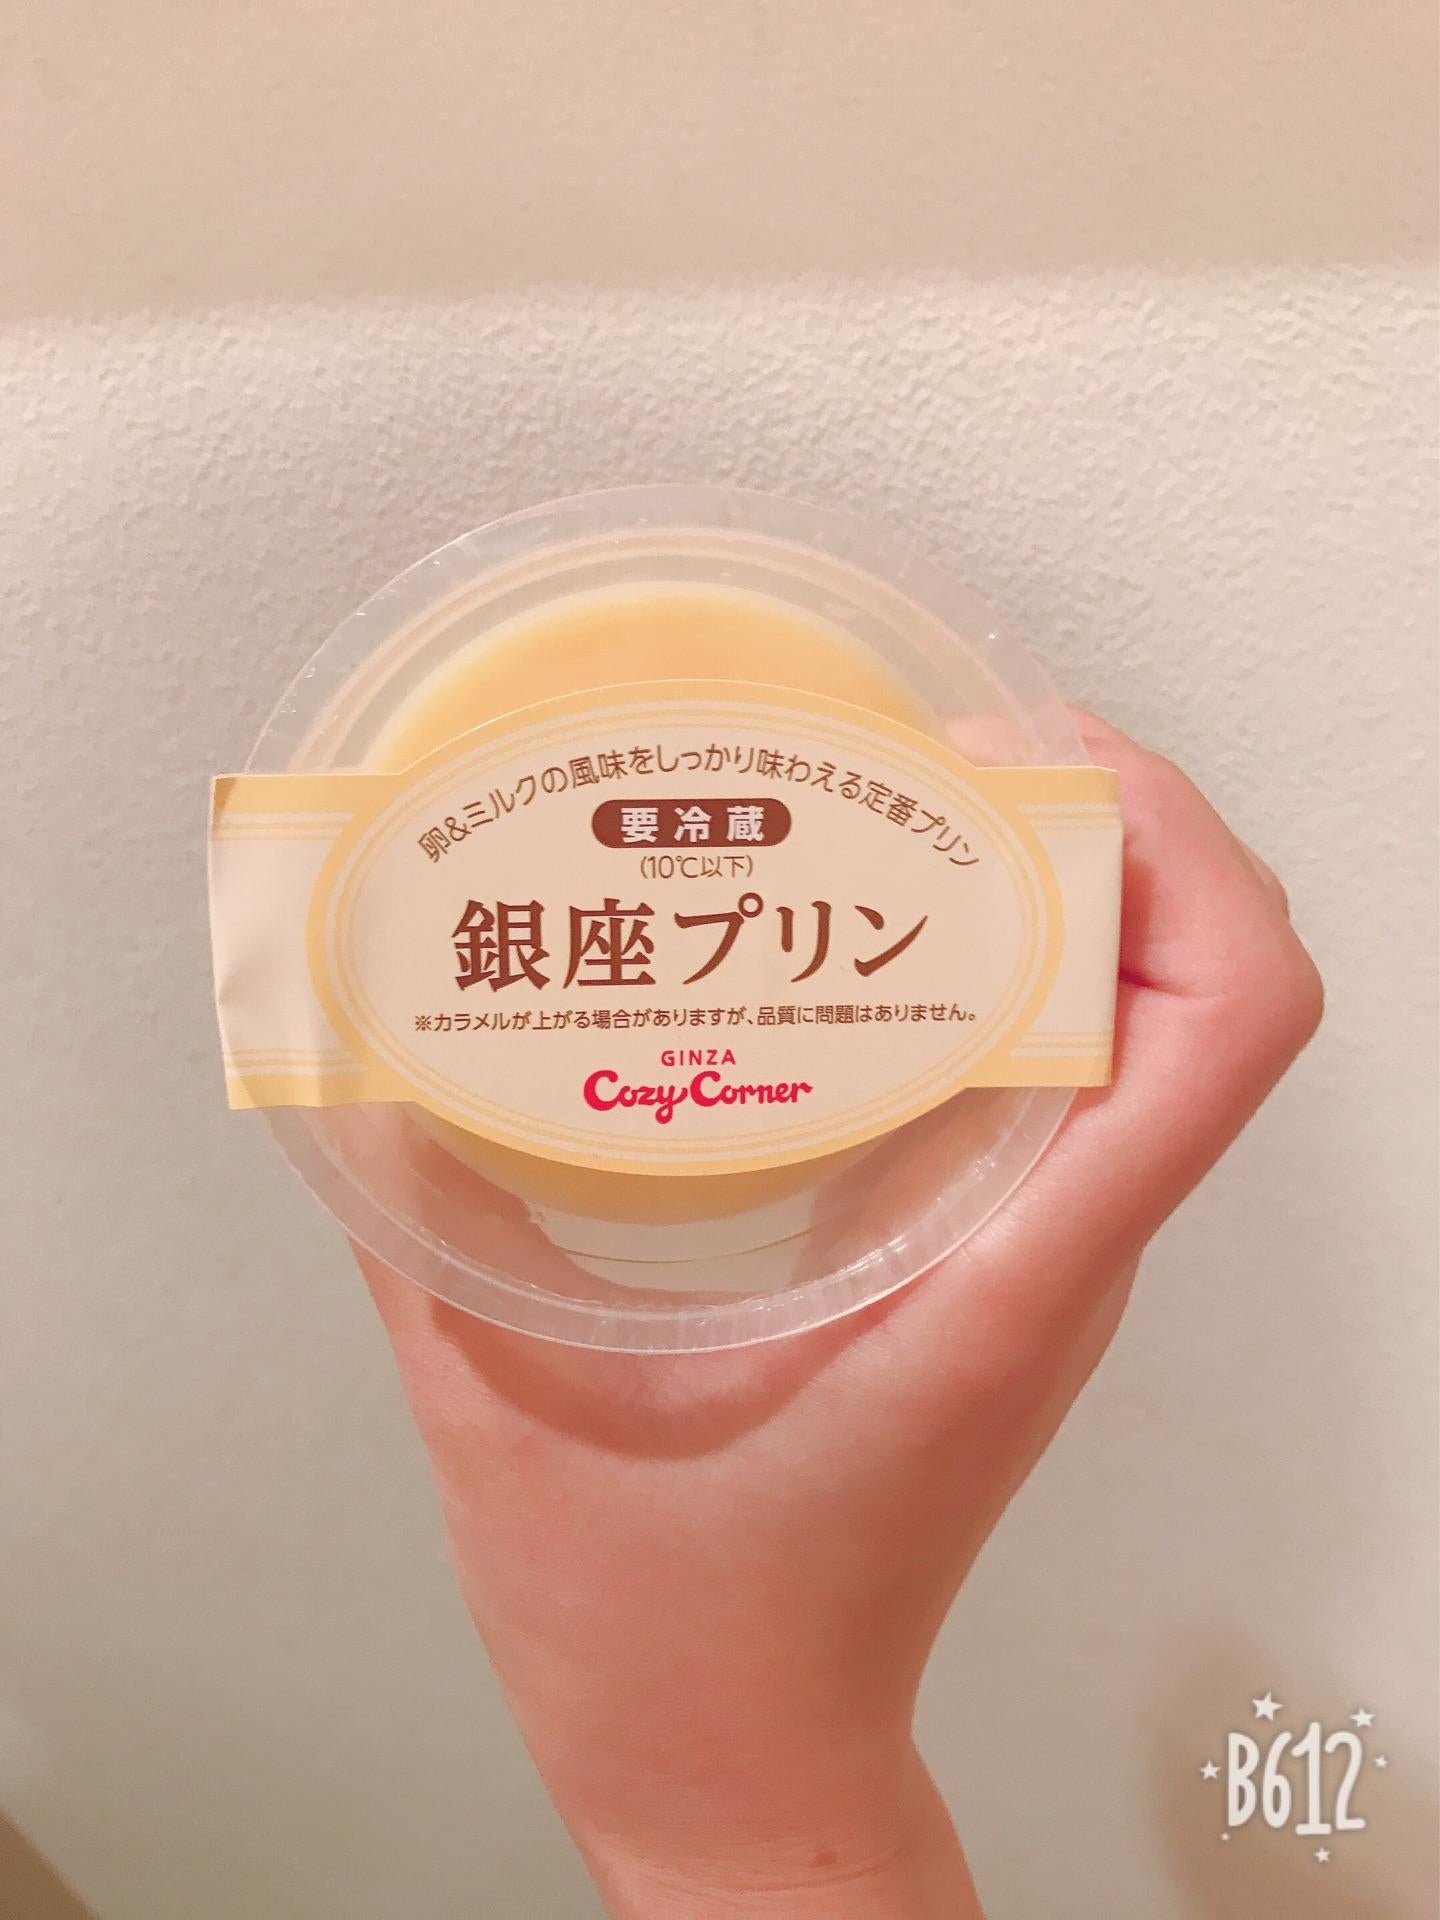 卵&ミルクの風味をしっかり味わえる定番プリン
要冷蔵
(10℃以下)
銀座プリン
※カラメルが上がる場合がありますが、品質に問題はありません。
GINZA
Cozy Corner
B612